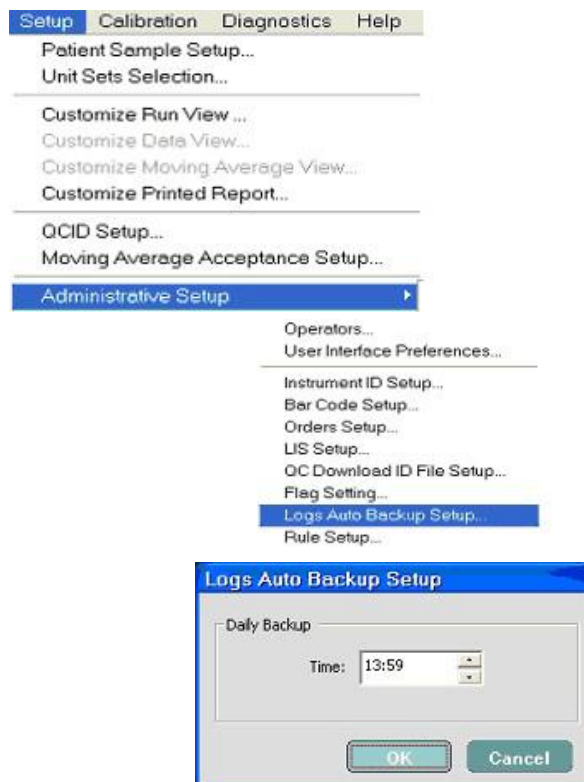 Setup Calibration Diagnostics Help
Patient Sample Setup...
Unit Sets Selection...
Customize Run View ...
Customize Data View...
Customize Moving Average View...
Customize Printed Report...
QCID Setup...
Moving Average Acceptance Setup...
Administrative Setup
Operators...
User Interface Preferences...
Instrument ID Setup...
Bar Code Setup...
Orders Setup...
LIS Setup...
QC Download ID File Setup...
Flag Setting...
Logs Auto Backup Setup...
Rule Setup...
Logs Auto Backup Setup
Daily Backup
Time: 13:59
OK Cancel